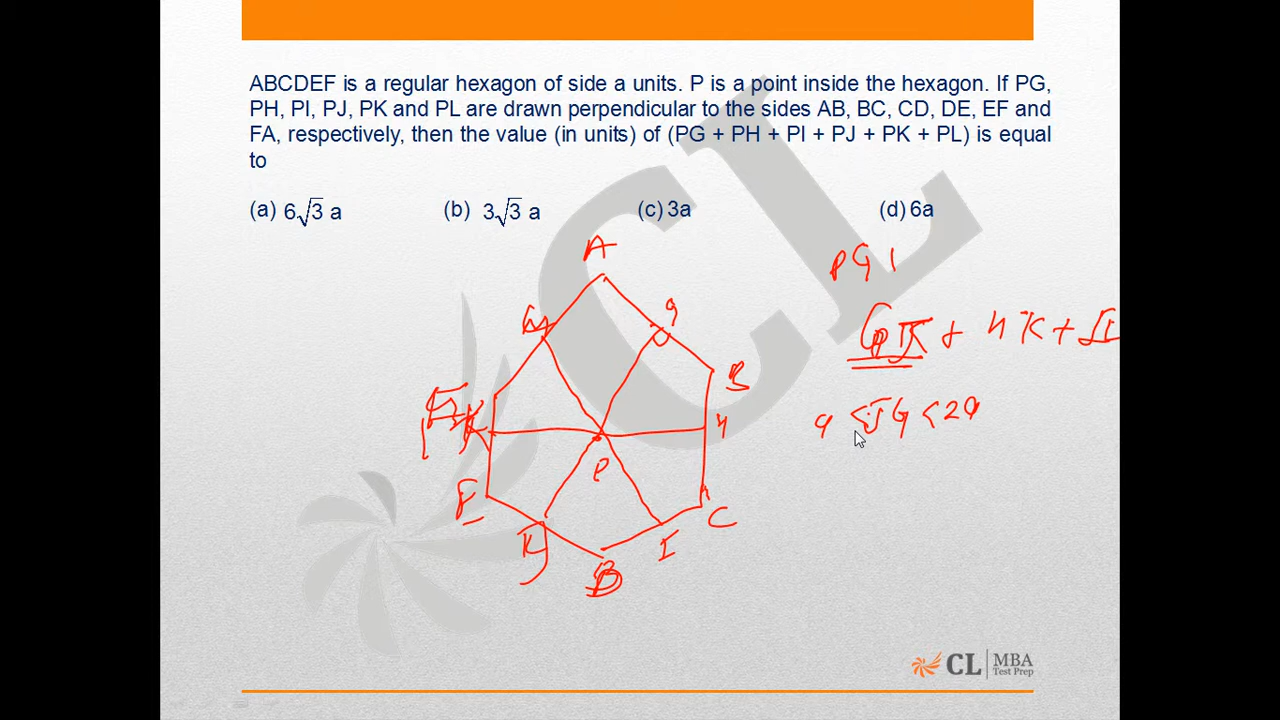 ABCDEF is a regular hexagon of side a units. P is a point inside the hexagon. If PG,
PH, PI, PJ, PK and PL are drawn perpendicular to the sides AB, BC, CD, DE, EF and
FA, respectively, then the value (in units) of (PG + PH + PI + PJ + PK + PL) is equal
to
(a) 6√3 a (b) 3√3 a (c) 3a (d) 6a
A
G
B
H
P
E
C
I
PG
a < JG < 2a
CL MBA
Test Prep